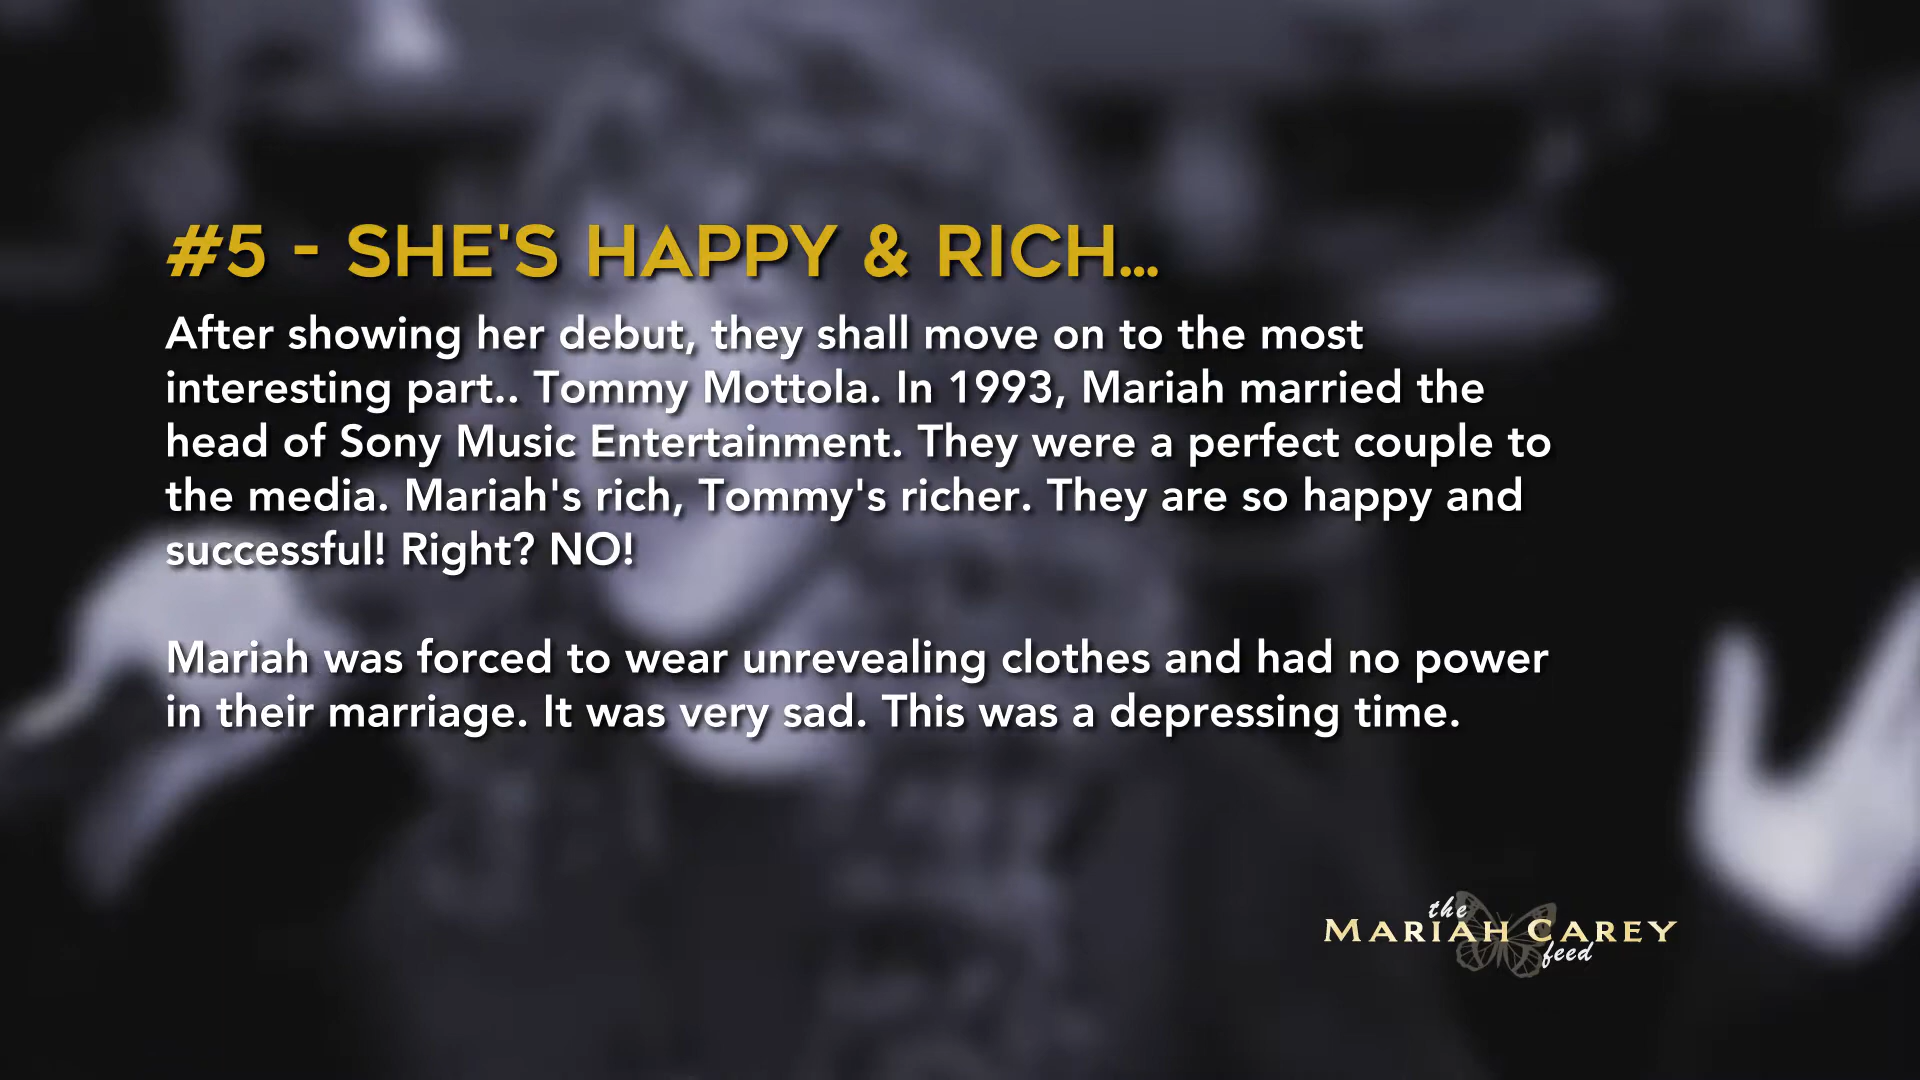 #5 - SHE'S HAPPY & RICH...
After showing her debut, they shall move on to the most
interesting part.. Tommy Mottola. In 1993, Mariah married the
head of Sony Music Entertainment. They were a perfect couple to
the media. Mariah's rich, Tommy's richer. They are so happy and
successful! Right? NO!
Mariah was forced to wear unrevealing clothes and had no power
in their marriage. It was very sad. This was a depressing time.
the
MARIAH CAREY
feed